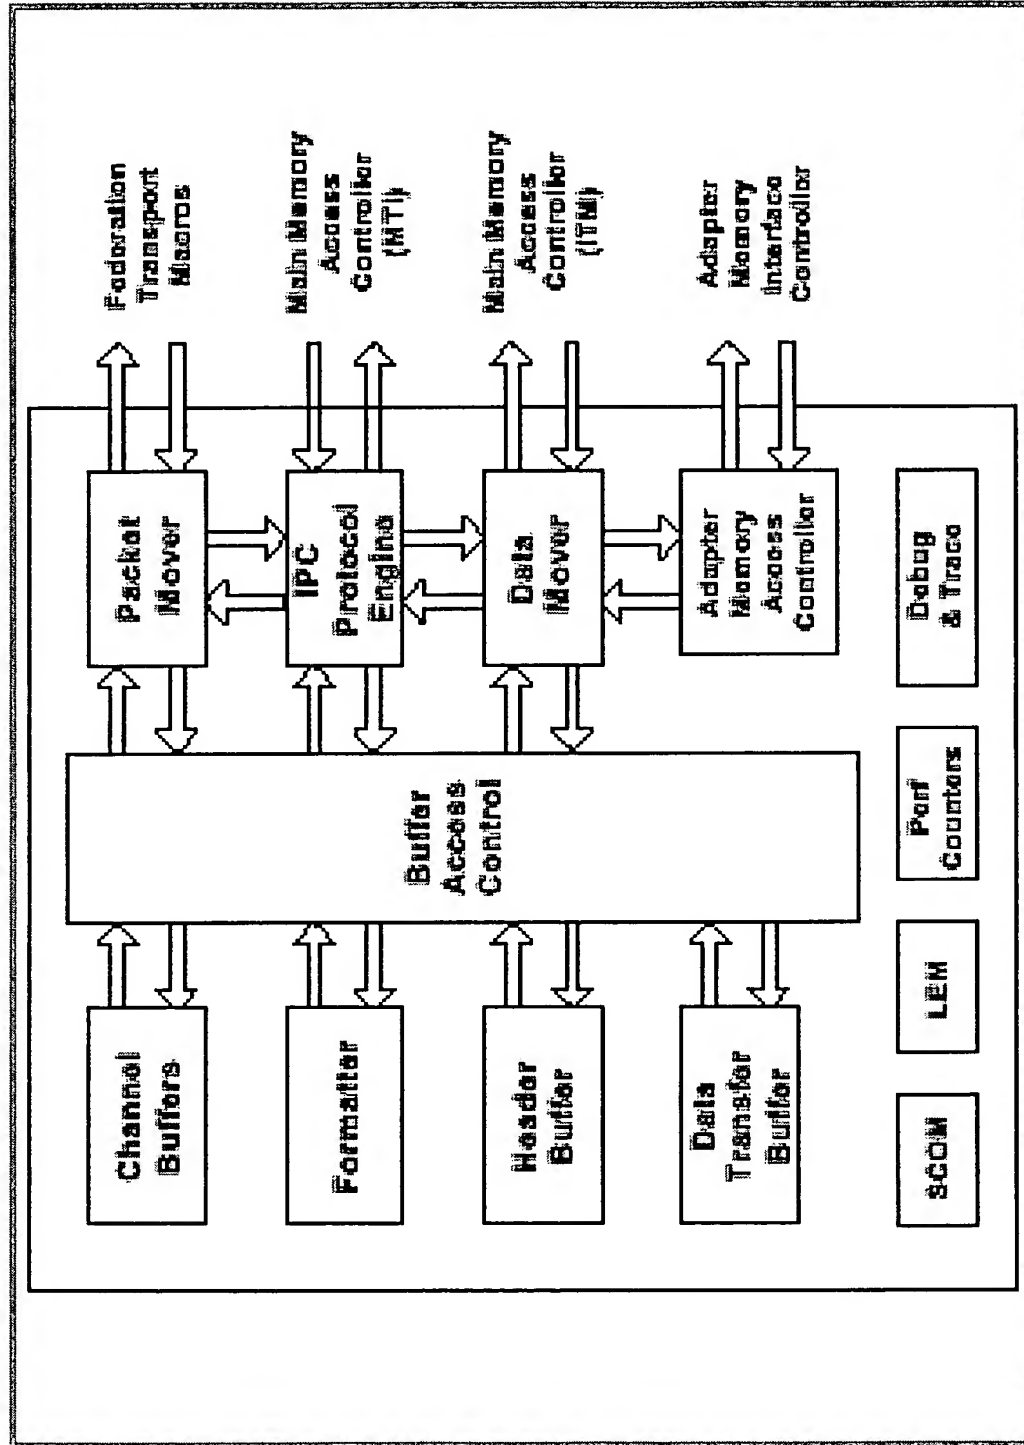 Channel
Buffers
Formatter
Header
Buffer
Data
Transfer
Buffer
Buffer
Access
Control
Packet
Mover
IPC
Protocol
Engine
Data
Mover
Adapter
Memory
Access
Controller
Federation
Transport
Macros
Main Memory
Access
Controller
(MTI)
Main Memory
Access
Controller
(ITM)
Adapter
Memory
Interface
Controller
SCOM
LEM
Perf
Counters
Debug
& Trace